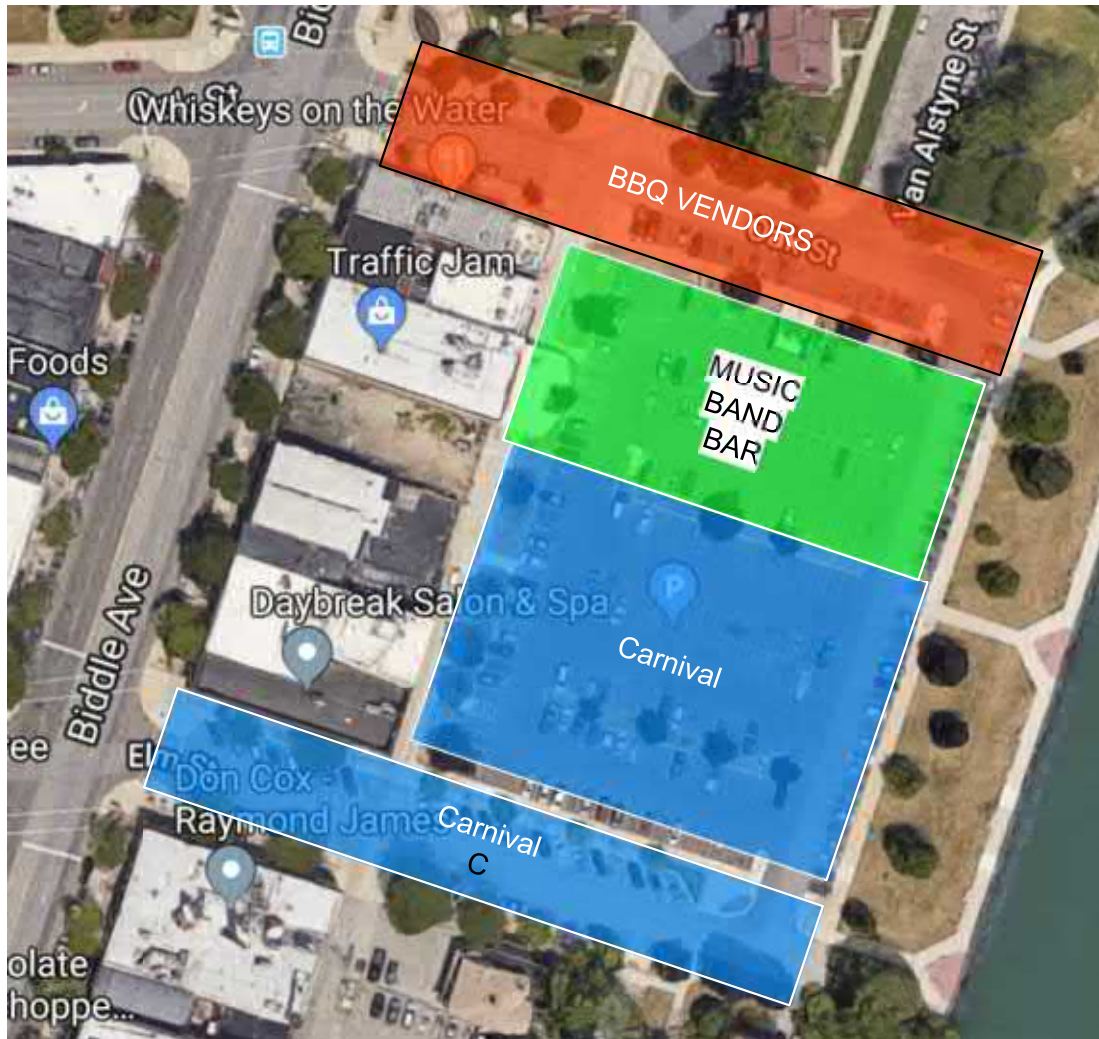 Whiskeys on the Water
BBQ VENDORS
Van Alstyne St
Traffic Jam
Foods
MUSIC
BAND
BAR
P
Daybreak Salon & Spa
Carnival
Biddle Ave
Elm St
Don Cox -
Raymond James
Carnival
C
ee
olate
hoppe...